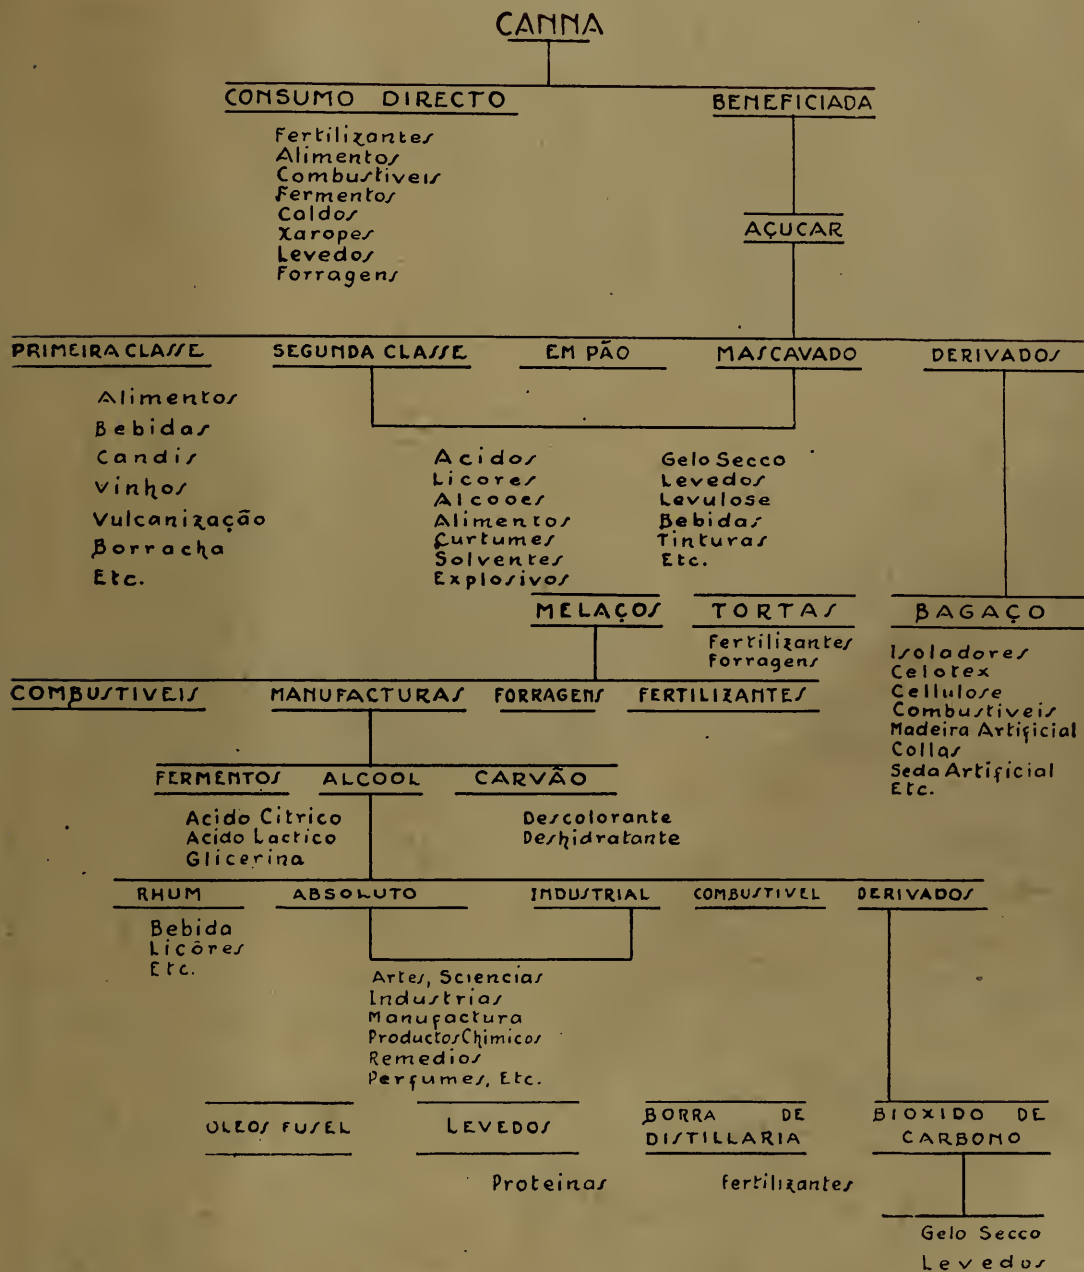 CANNA
CONSUMO DIRECTO
Fertilizantes
Alimentos
Combustiveis
Fermentos
Caldos
Xaropes
Levedos
Forragens
BENEFICIADA
AÇUCAR
PRIMEIRA CLASSE
SEGUNDA CLASSE
EM PÃO
MASCAVADO
DERIVADOS
Alimentos
Bebidas
Candis
Vinhos
Vulcanização
Borracha
Etc.
Acidos
Licores
Alcooes
Alimentos
Curtumes
Solventes
Explosivos
Gelo Secco
Levedos
Levulose
Bebidas
Tinturas
Etc.
MELAÇOS
TORTAS
Fertilizantes
Forragens
BAGAÇO
Isoladores
Celotex
Cellulose
Combustiveis
Madeira Artificial
Collas
Seda Artificial
Etc.
COMBUSTIVEIS
MANUFACTURAS
FORRAGENS
FERTILIZANTES
FERMENTOS
ALCOOL
CARVÃO
Acido Citrico
Acido Lactico
Glicerina
Descolorante
Deshidratante
RHUM
ABSOLUTO
INDUSTRIAL
COMBUSTIVEL
DERIVADOS
Bebida
Licôres
Etc.
Artes, Sciencias
Industrias
Manufactura
Productos Chimicos
Remedios
Perfumes, Etc.
OLEOS FUSEL
LEVEDOS
Proteinas
BORRA DE
DISTILLARIA
Fertilizantes
BIOXIDO DE
CARBONO
Gelo Secco
Levedos